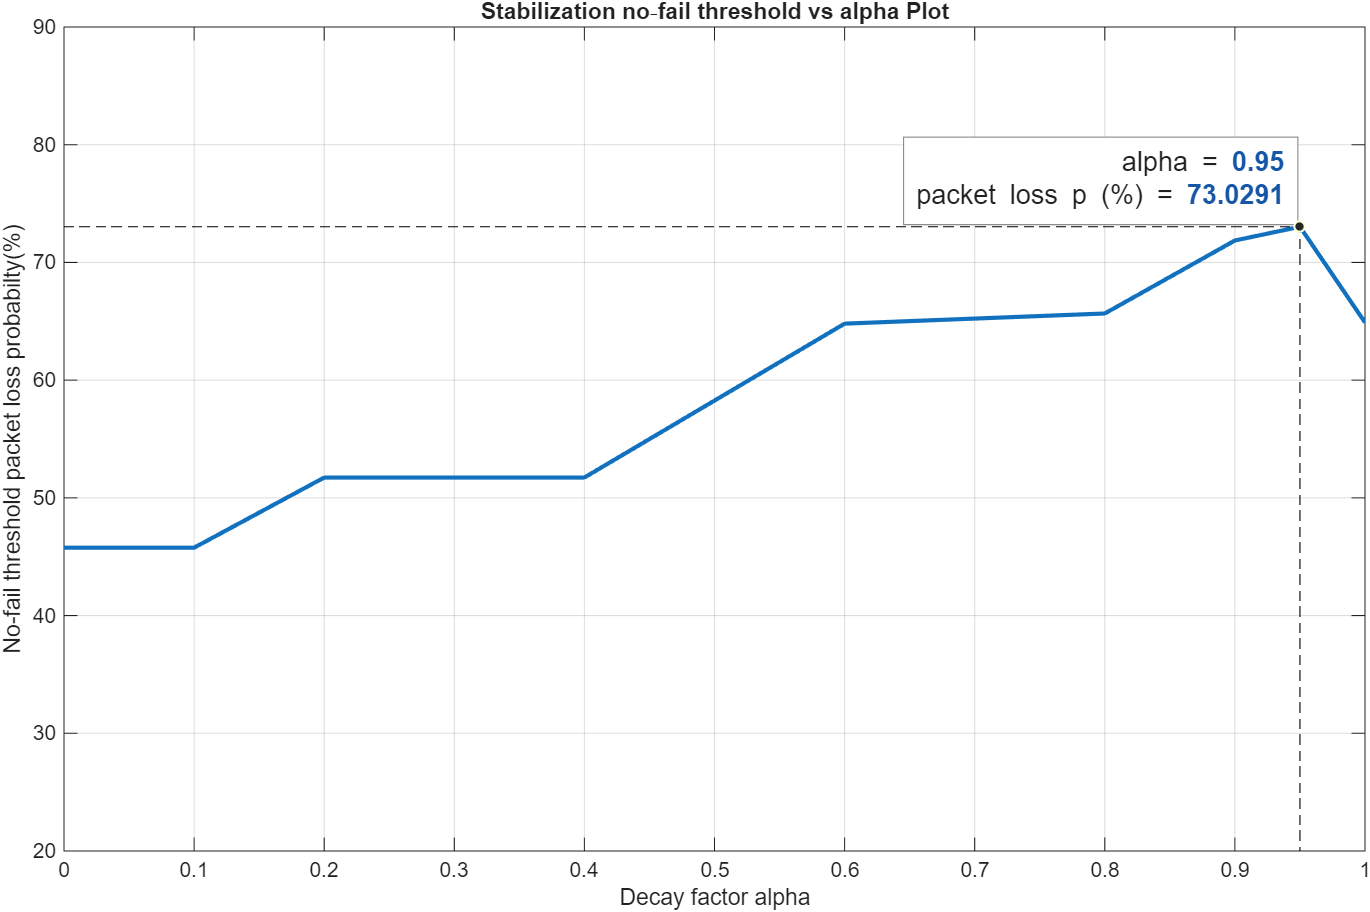 Stabilization no-fail threshold vs alpha Plot
90
80
70
60
50
40
30
20
No-fail threshold packet loss probabilty(%)
alpha = 0.95
packet loss p (%) = 73.0291
0 0.1 0.2 0.3 0.4 0.5 0.6 0.7 0.8 0.9 1
Decay factor alpha